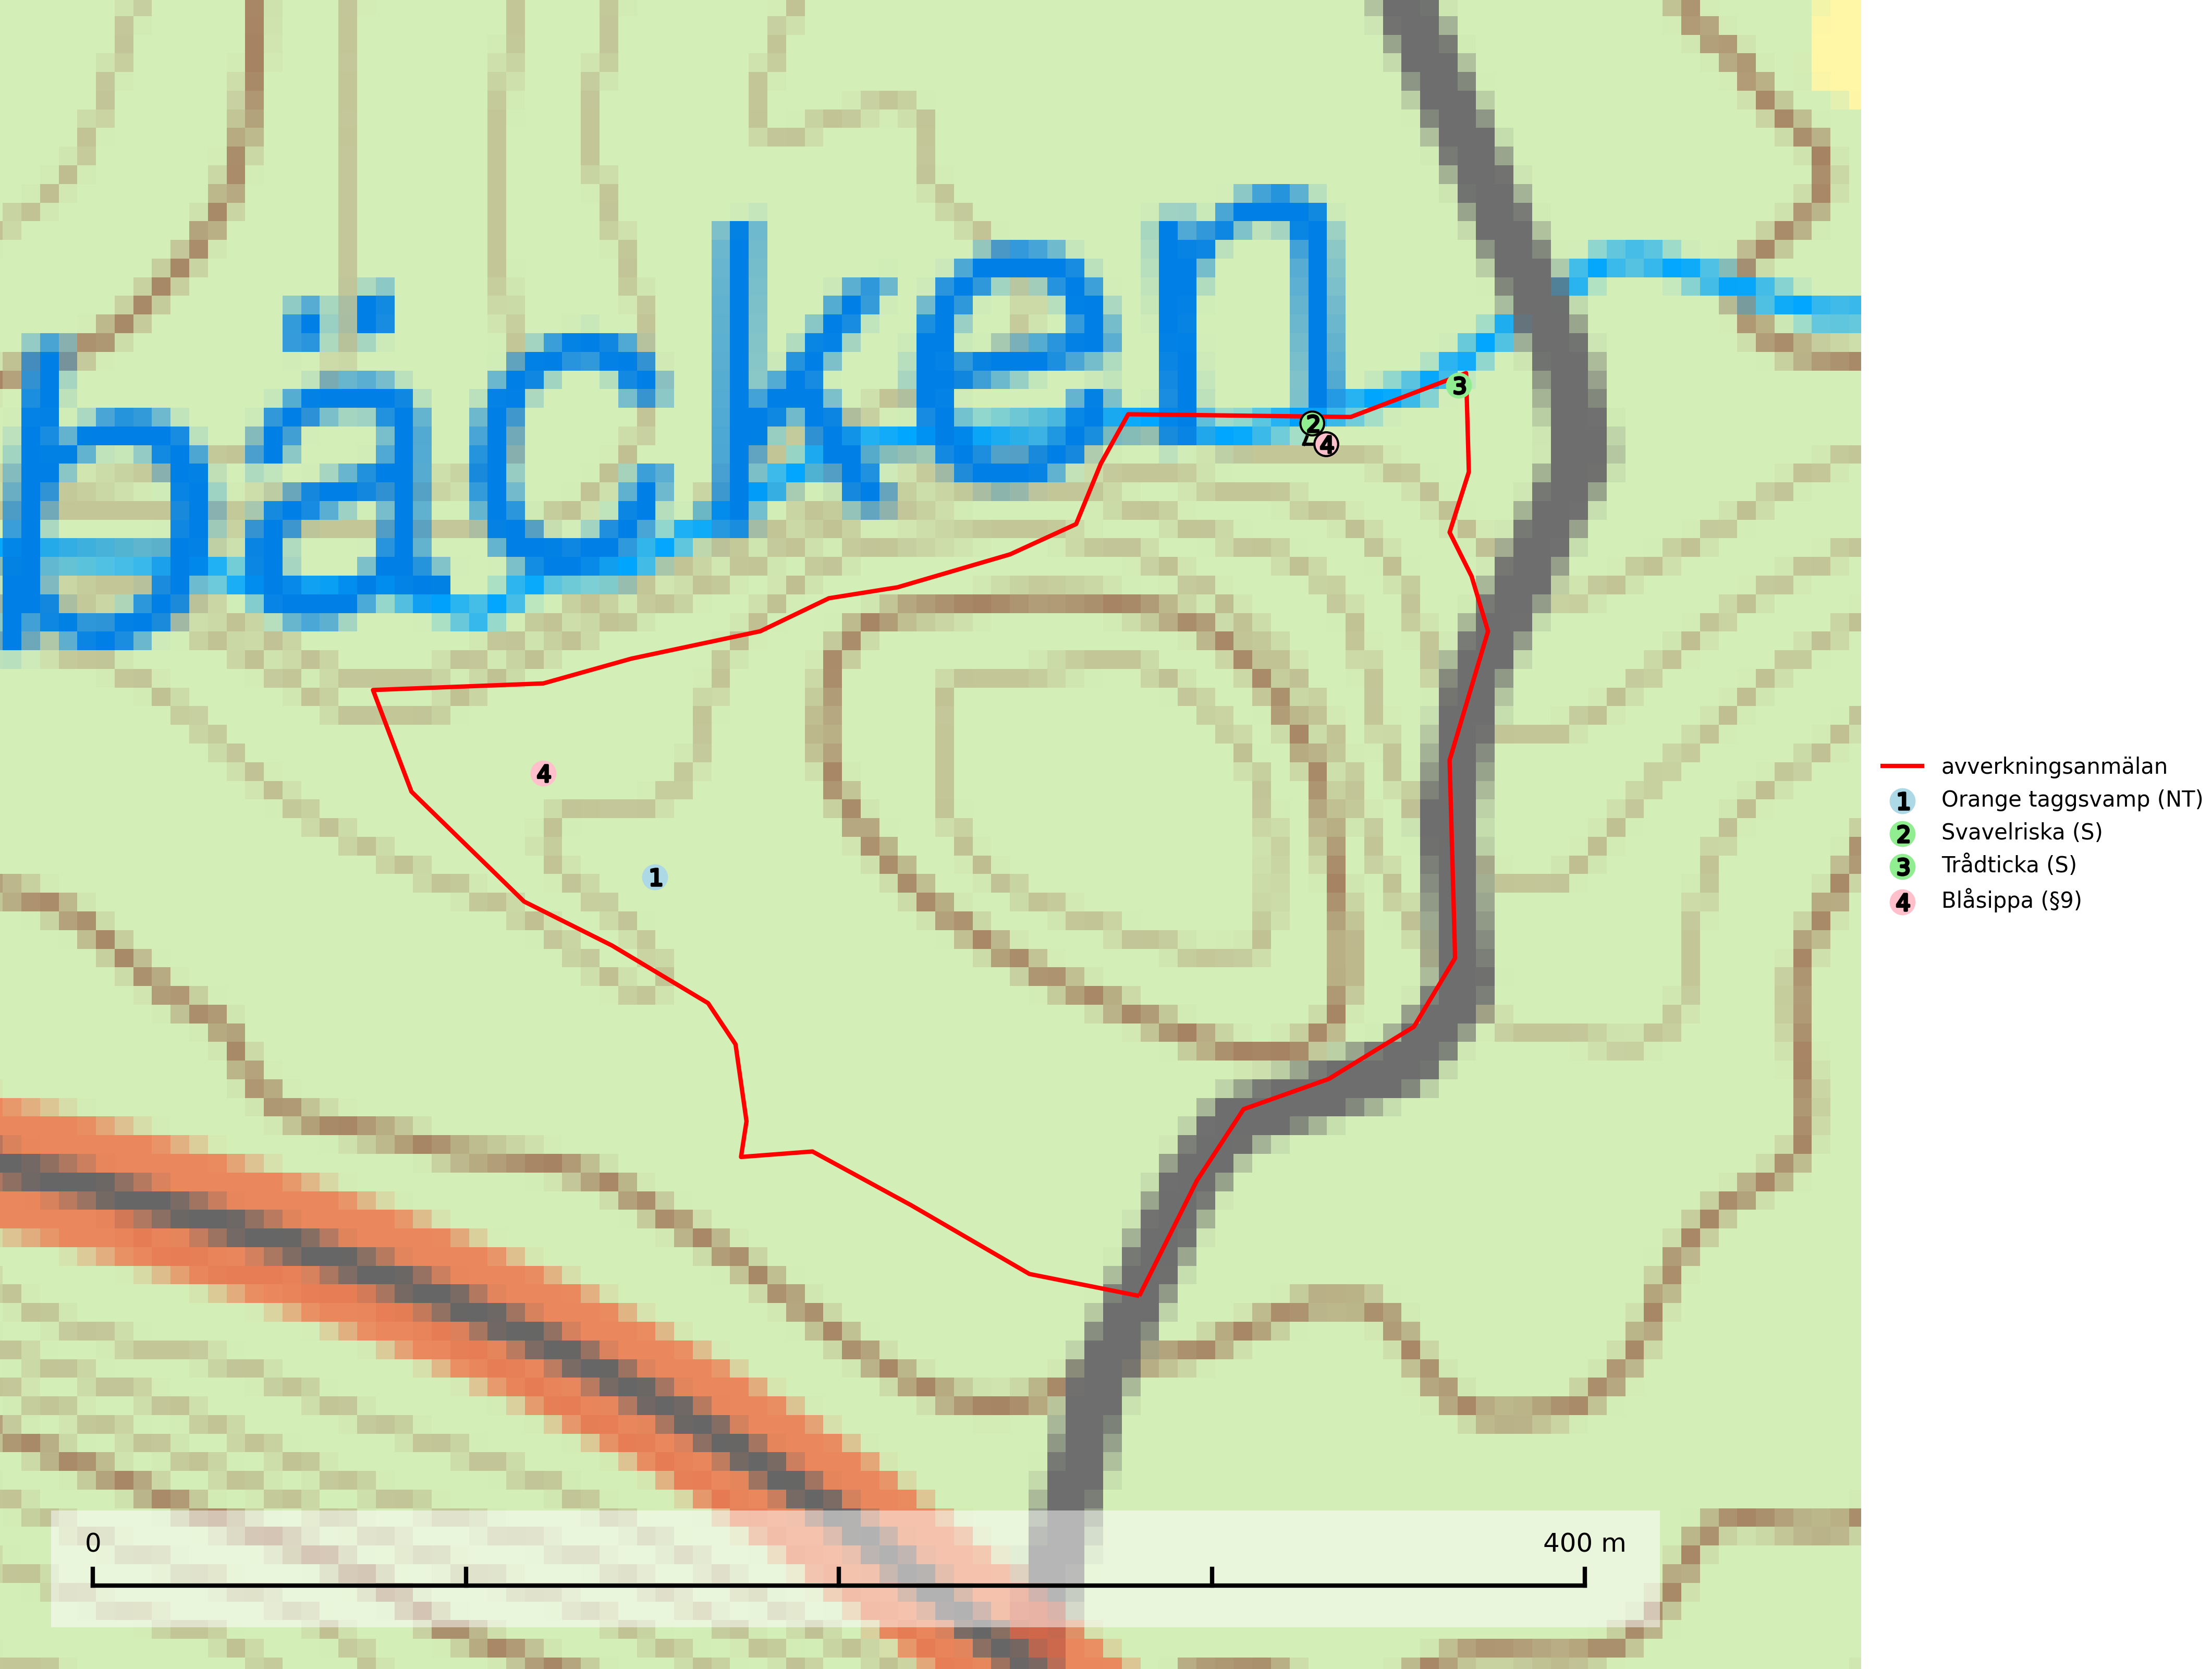 bäcken
2
3
4
4
1
avverkningsanmälan
1 Orange taggsvamp (NT)
2 Svavelriska (S)
3 Trådticka (S)
4 Blåsippa (§9)
0 400 m